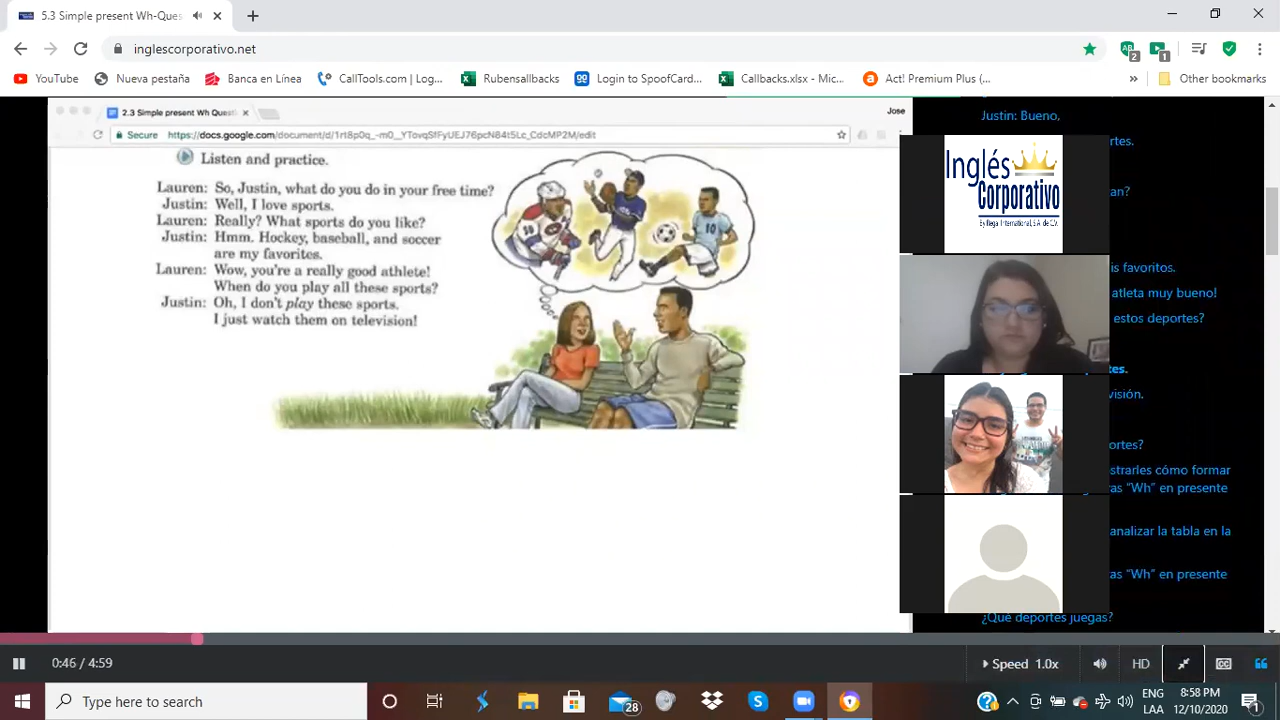 5.3 Simple present Wh-Ques
inglescorporativo.net
2
1
YouTube
Nueva pestaña
Banca en Línea
CallTools.com | Log...
Rubensallbacks
Login to SpoofCard...
Callbacks.xlsx - Mic...
Act! Premium Plus (...
»
Other bookmarks
2.3 Simple present Wh Quest
Jose
Secure
Listen and practice.
Lauren: So, Justin, what do you do in your free time?
Justin: Well, I love sports.
Lauren: Really? What sports do you like?
Justin: Hmm. Hockey, baseball, and soccer
are my favorites.
Lauren: Wow, you're a really good athlete!
When do you play all these sports?
Justin: Oh, I don't play these sports.
I just watch them on television!
10
Justin: Bueno,
rtes.
an?
is favoritos.
atleta muy bueno!
estos deportes?
es.
visión.
ortes?
strarles cómo formar
as “Wh” en presente
analizar la tabla en la
as “Wh” en presente
¿Qué deportes juegas?
Inglés
Corporativo
0:46 / 4:59
Speed 1.0x
HD
Type here to search
28
ENG
LAA
8:58 PM
12/10/2020
1